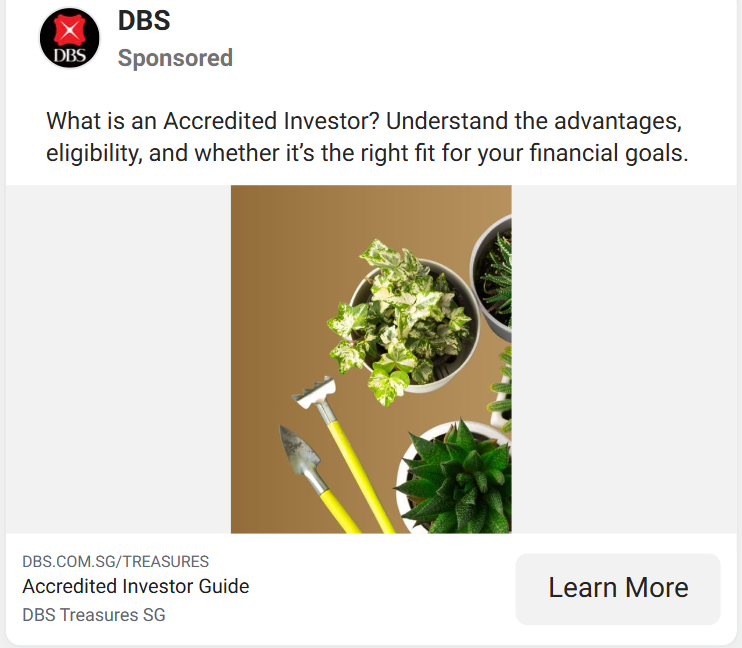 DBS
DBS
Sponsored
What is an Accredited Investor? Understand the advantages,
eligibility, and whether it’s the right fit for your financial goals.
DBS.COM.SG/TREASURES
Accredited Investor Guide
DBS Treasures SG
Learn More